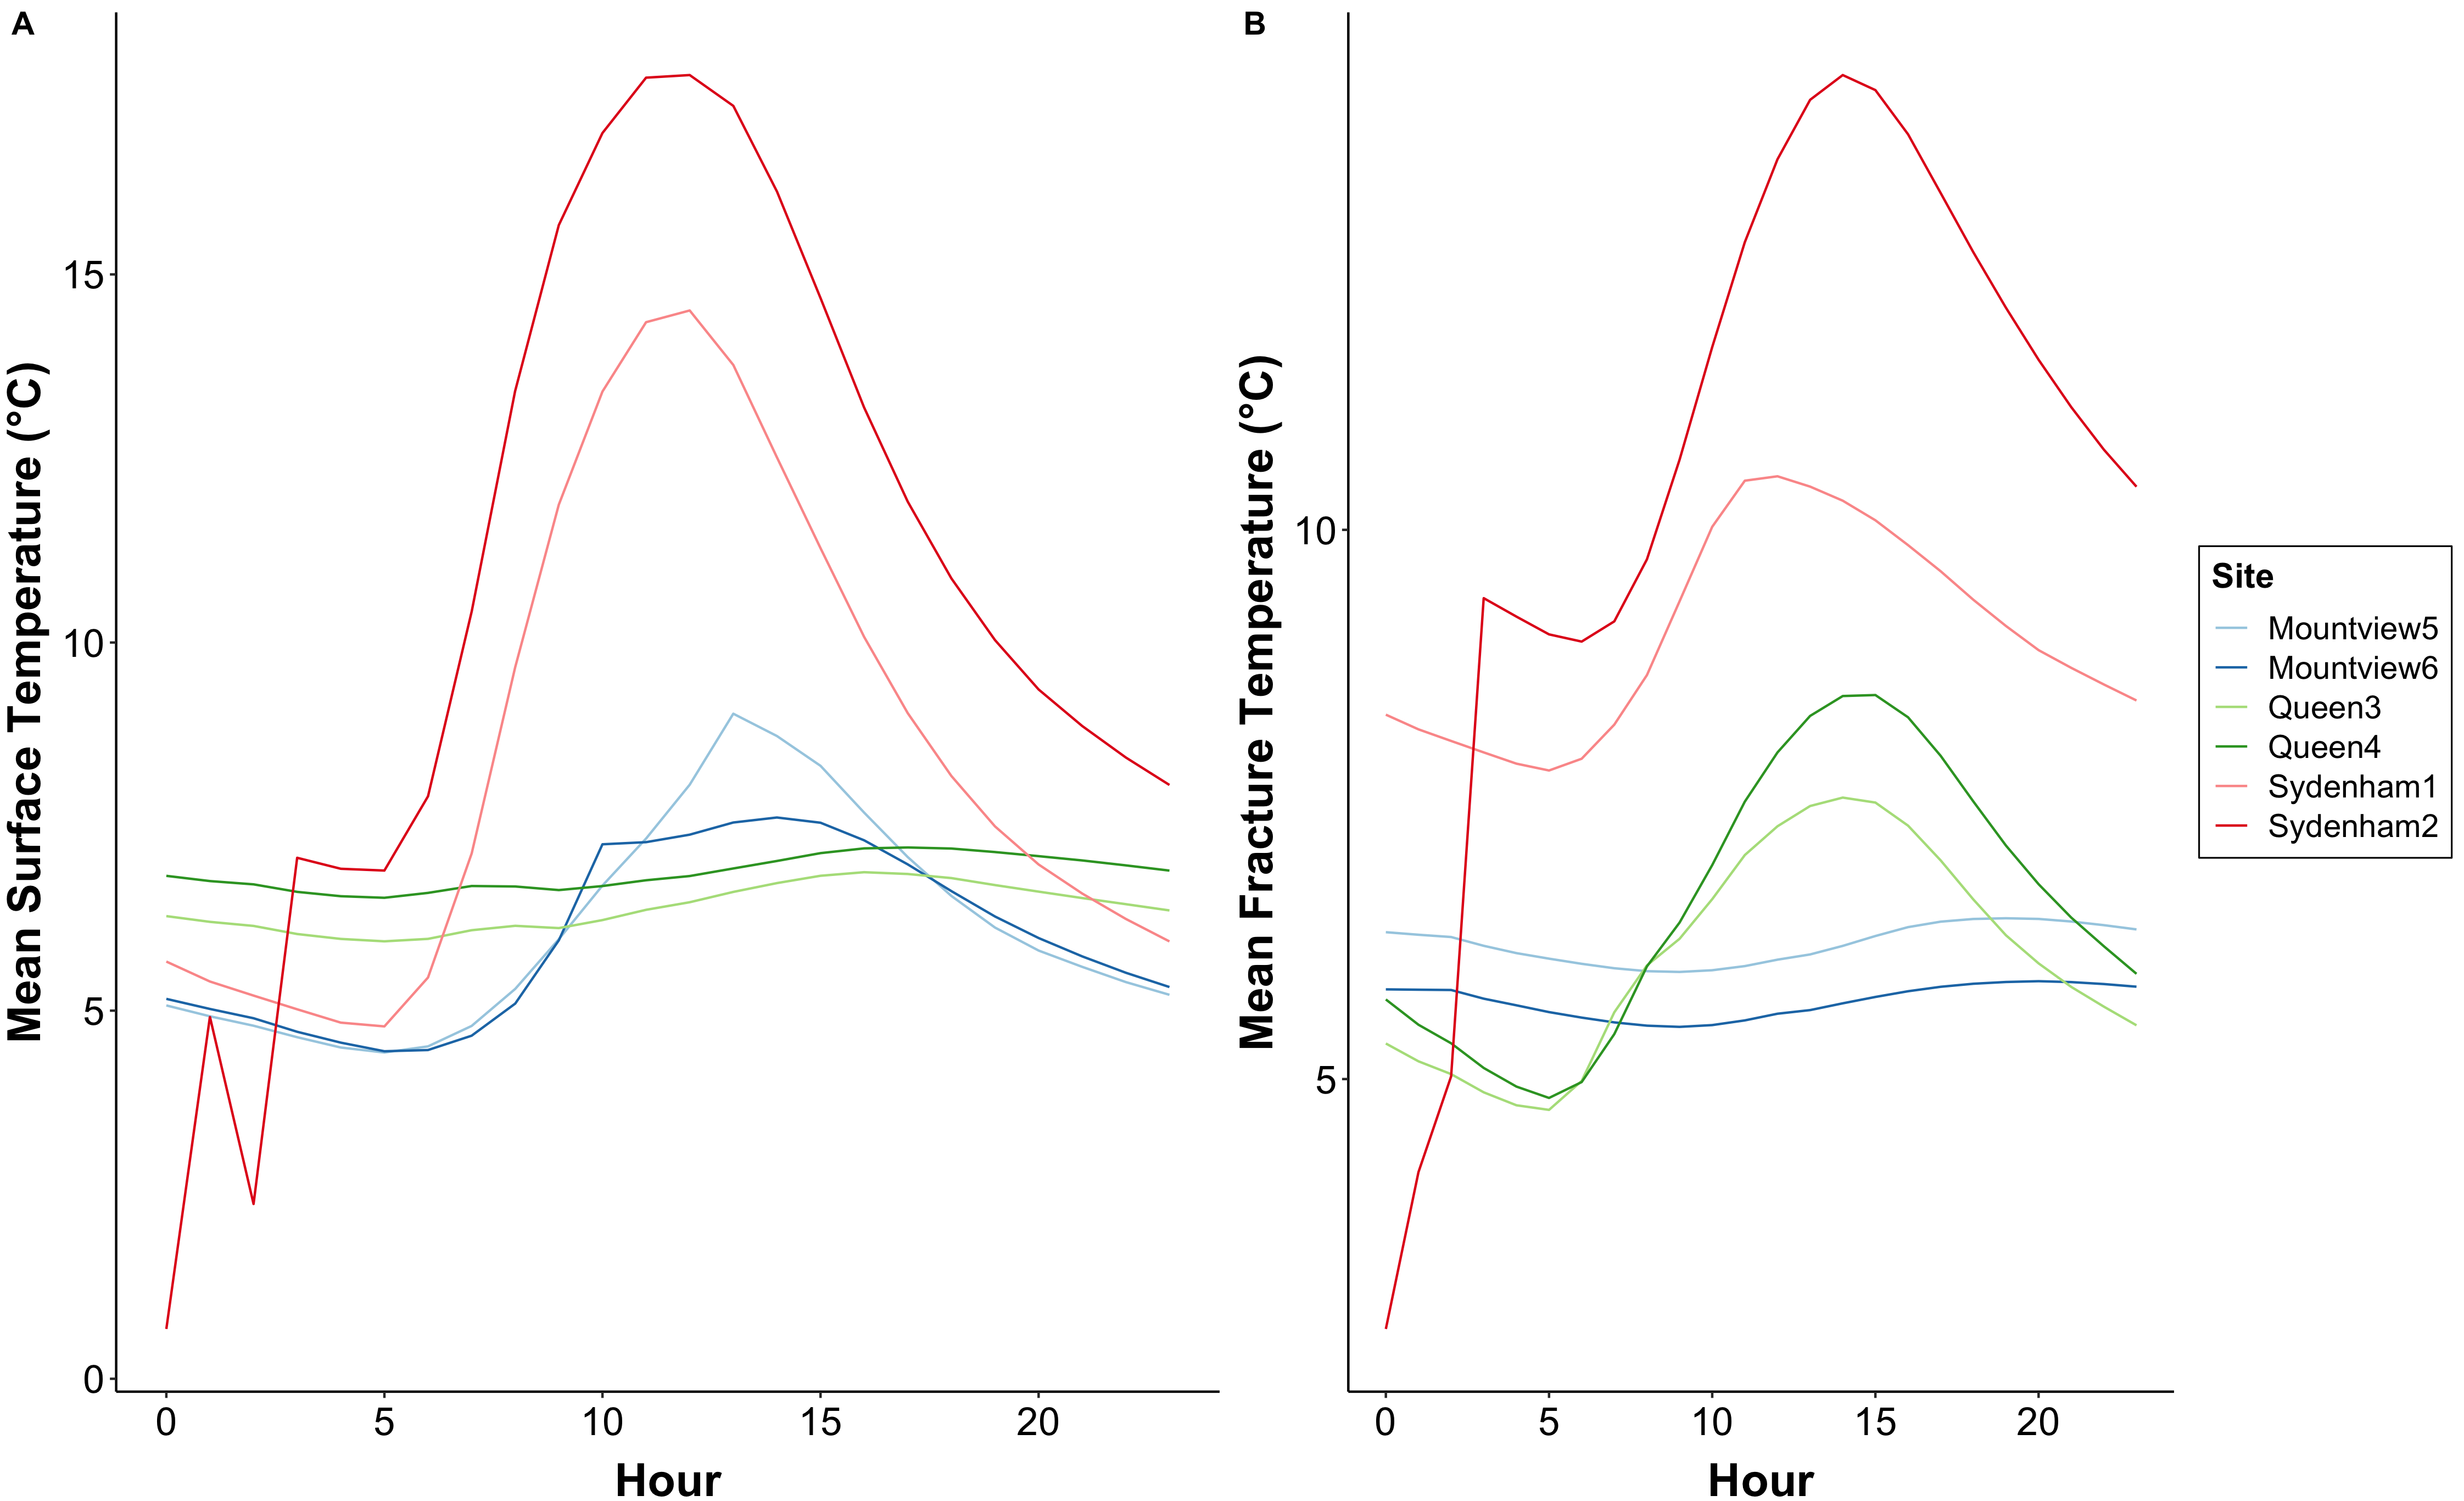 A
Mean Surface Temperature (°C)
15
10
5
0
0 5 10 15 20
Hour
B
Mean Fracture Temperature (°C)
10
5
0 5 10 15 20
Hour
Site
Mountview5
Mountview6
Queen3
Queen4
Sydenham1
Sydenham2